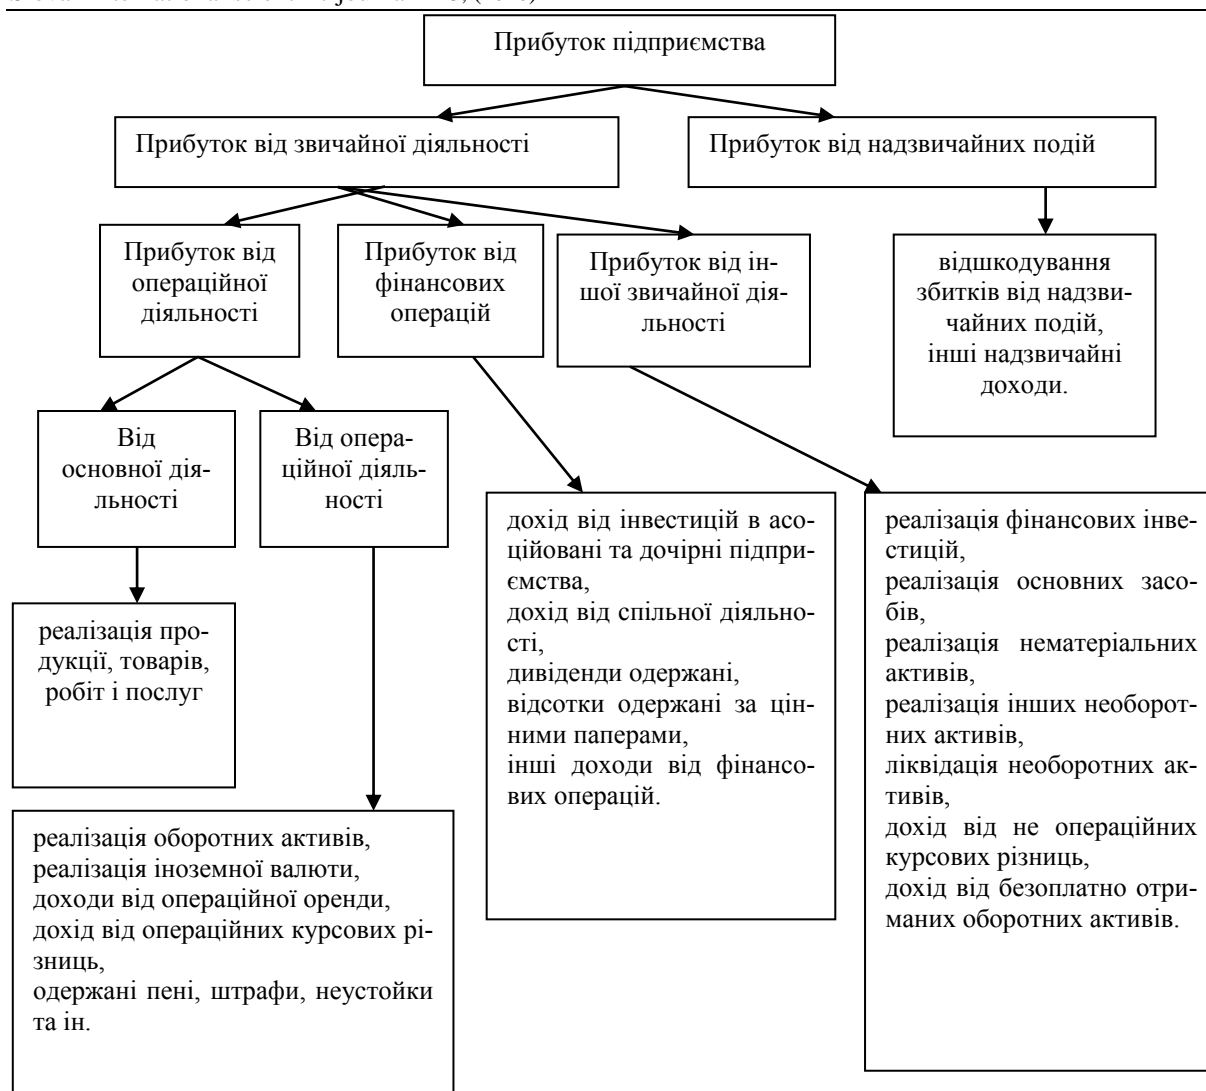 Прибуток підприємства
Прибуток від звичайної діяльності
Прибуток від надзвичайних подій
Прибуток від
операційної
діяльності
Прибуток від
фінансових
операцій
Прибуток від ін-
шої звичайної дія-
льності
відшкодування
збитків від надзви-
чайних подій,
інші надзвичайні
доходи.
Від
основної дія-
льності
Від опера-
ційної діяль-
ності
реалізація про-
дукції, товарів,
робіт і послуг
дохід від інвестицій в асо-
ційовані та дочірні підпри-
ємства,
дохід від спільної діяльно-
сті,
дивіденди одержані,
відсотки одержані за цін-
ними паперами,
інші доходи від фінансо-
вих операцій.
реалізація фінансових інве-
стицій,
реалізація основних засо-
бів,
реалізація нематеріальних
активів,
реалізація інших необорот-
них активів,
ліквідація необоротних ак-
тивів,
дохід від не операційних
курсових різниць,
дохід від безоплатно отри-
маних оборотних активів.
реалізація оборотних активів,
реалізація іноземної валюти,
доходи від операційної оренди,
дохід від операційних курсових рі-
зниць,
одержані пені, штрафи, неустойки
та ін.